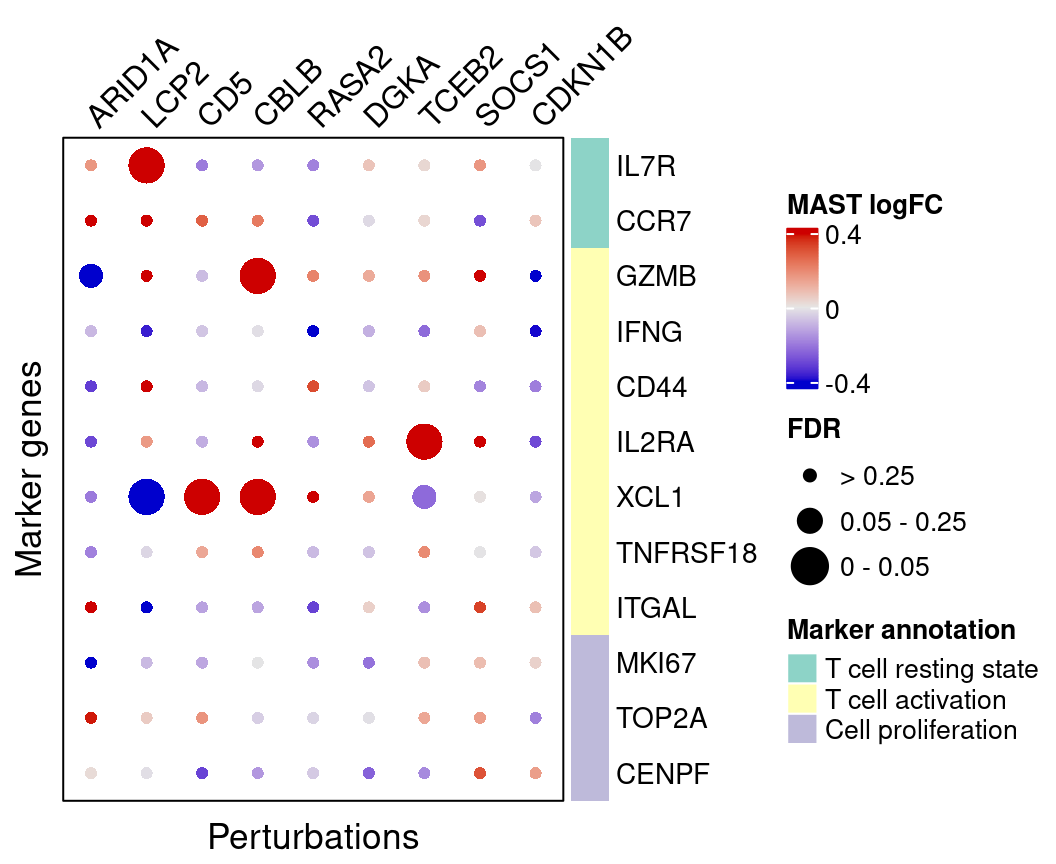 ARID1A
LCP2
CD5
CBLB
RASA2
DGKA
TCEB2
SOCS1
CDKN1B
Marker genes
IL7R
CCR7
GZMB
IFNG
CD44
IL2RA
XCL1
TNFRSF18
ITGAL
MKI67
TOP2A
CENPF
Perturbations
MAST logFC
0.4
0
-0.4
FDR
> 0.25
0.05 - 0.25
0 - 0.05
Marker annotation
T cell resting state
T cell activation
Cell proliferation